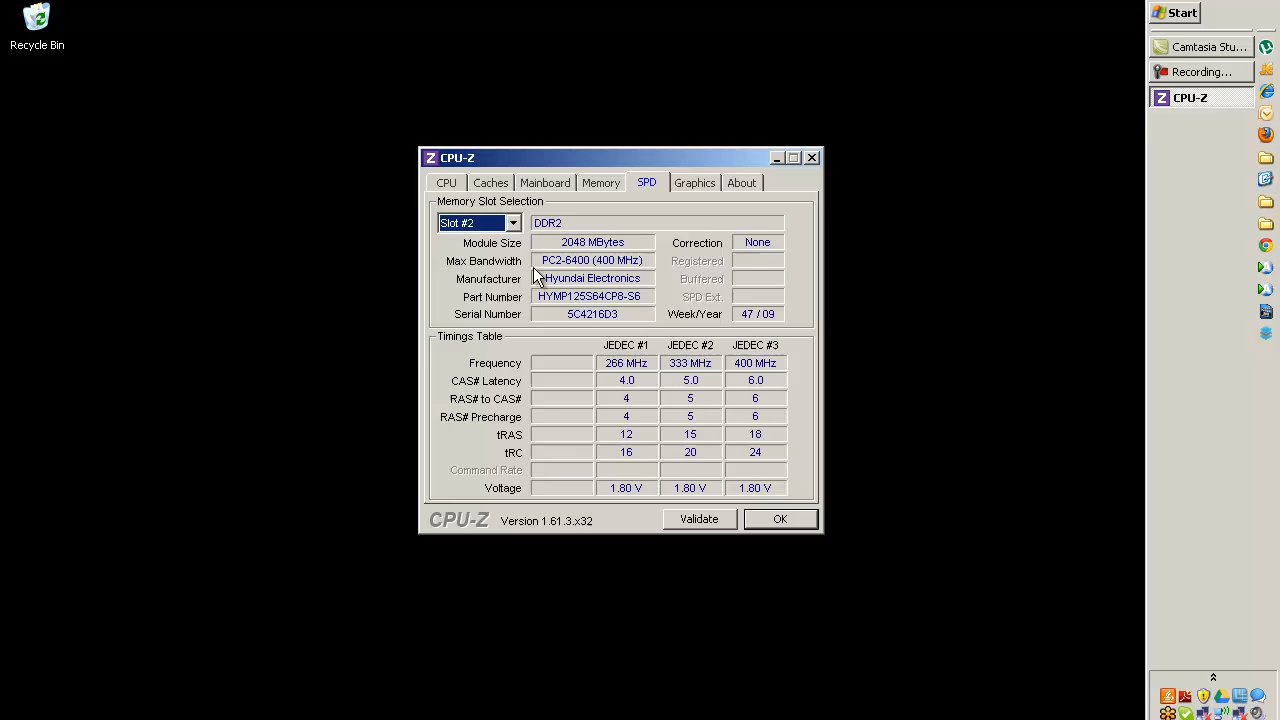 Recycle Bin
Start
Camtasia Stu...
Recording...
CPU-Z
CPU-Z
CPU Caches Mainboard Memory SPD Graphics About
Memory Slot Selection
Slot #2 DDR2
Module Size 2048 MBytes Correction None
Max Bandwidth PC2-6400 (400 MHz) Registered
Manufacturer Hyundai Electronics Buffered
Part Number HYMP125S64CP8-S6 SPD Ext.
Serial Number 5C4216D3 Week/Year 47 / 09
Timings Table
JEDEC #1 JEDEC #2 JEDEC #3
Frequency 266 MHz 333 MHz 400 MHz
CAS# Latency 4.0 5.0 6.0
RAS# to CAS# 4 5 6
RAS# Precharge 4 5 6
tRAS 12 15 18
tRC 16 20 24
Command Rate
Voltage 1.80 V 1.80 V 1.80 V
CPU-Z Version 1.61.3.x32 Validate OK